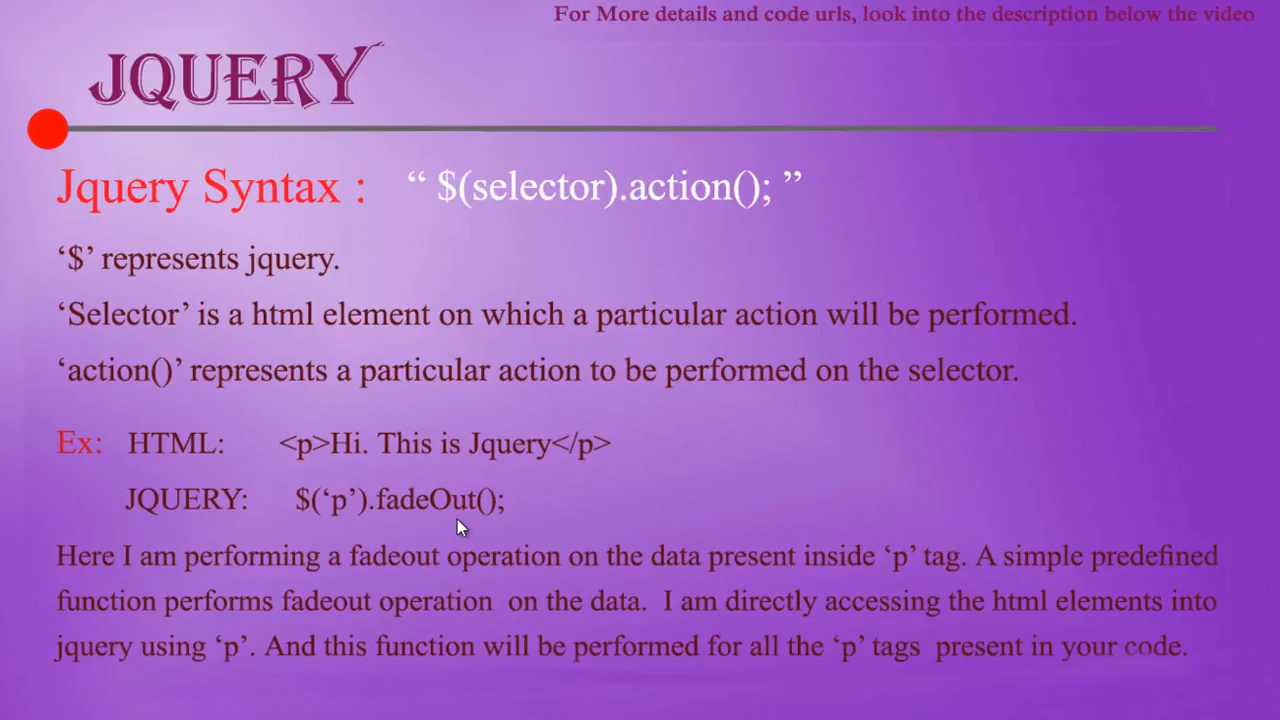 For More details and code urls, look into the description below the video
JQUERY
Jquery Syntax : “ $(selector).action(); ”
‘$’ represents jquery.
‘Selector’ is a html element on which a particular action will be performed.
‘action()’ represents a particular action to be performed on the selector.
Ex: HTML: <p>Hi. This is Jquery</p>
JQUERY: $(‘p’).fadeOut();
Here I am performing a fadeout operation on the data present inside ‘p’ tag. A simple predefined
function performs fadeout operation on the data. I am directly accessing the html elements into
jquery using ‘p’. And this function will be performed for all the ‘p’ tags present in your code.